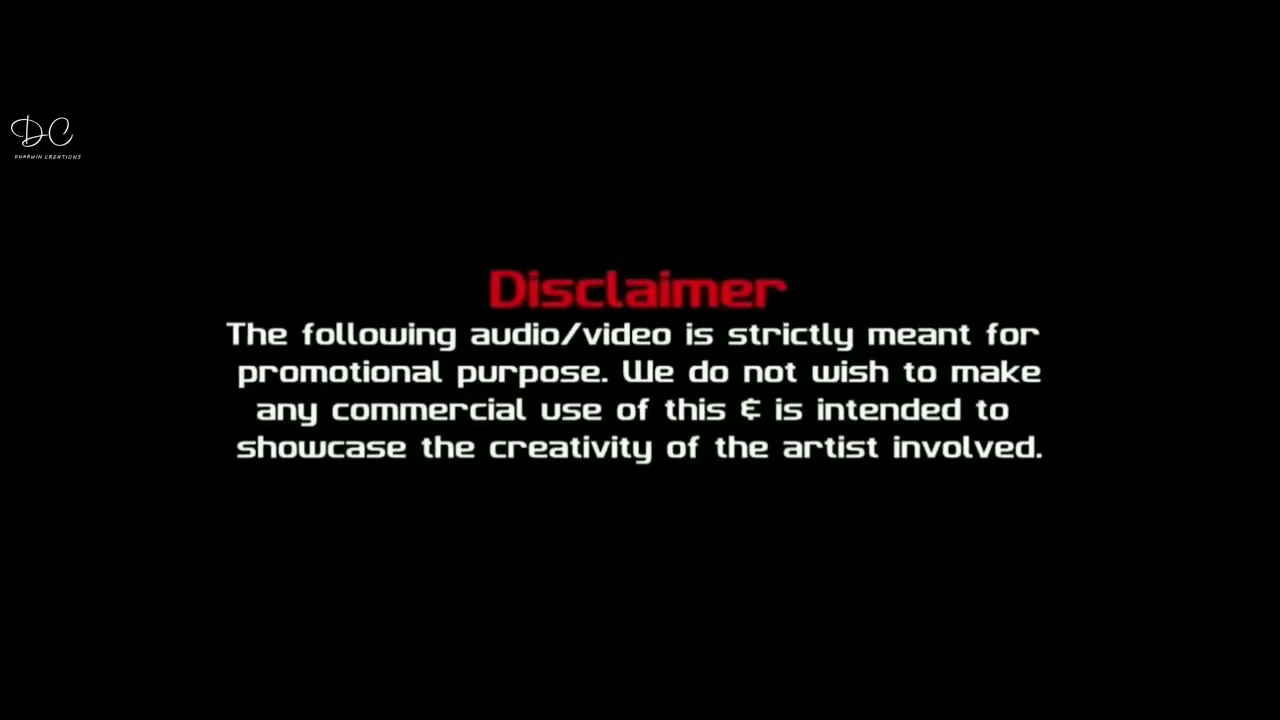 DC
DHARWIN CREATIONS
Disclaimer
The following audio/video is strictly meant for
promotional purpose. We do not wish to make
any commercial use of this & is intended to
showcase the creativity of the artist involved.